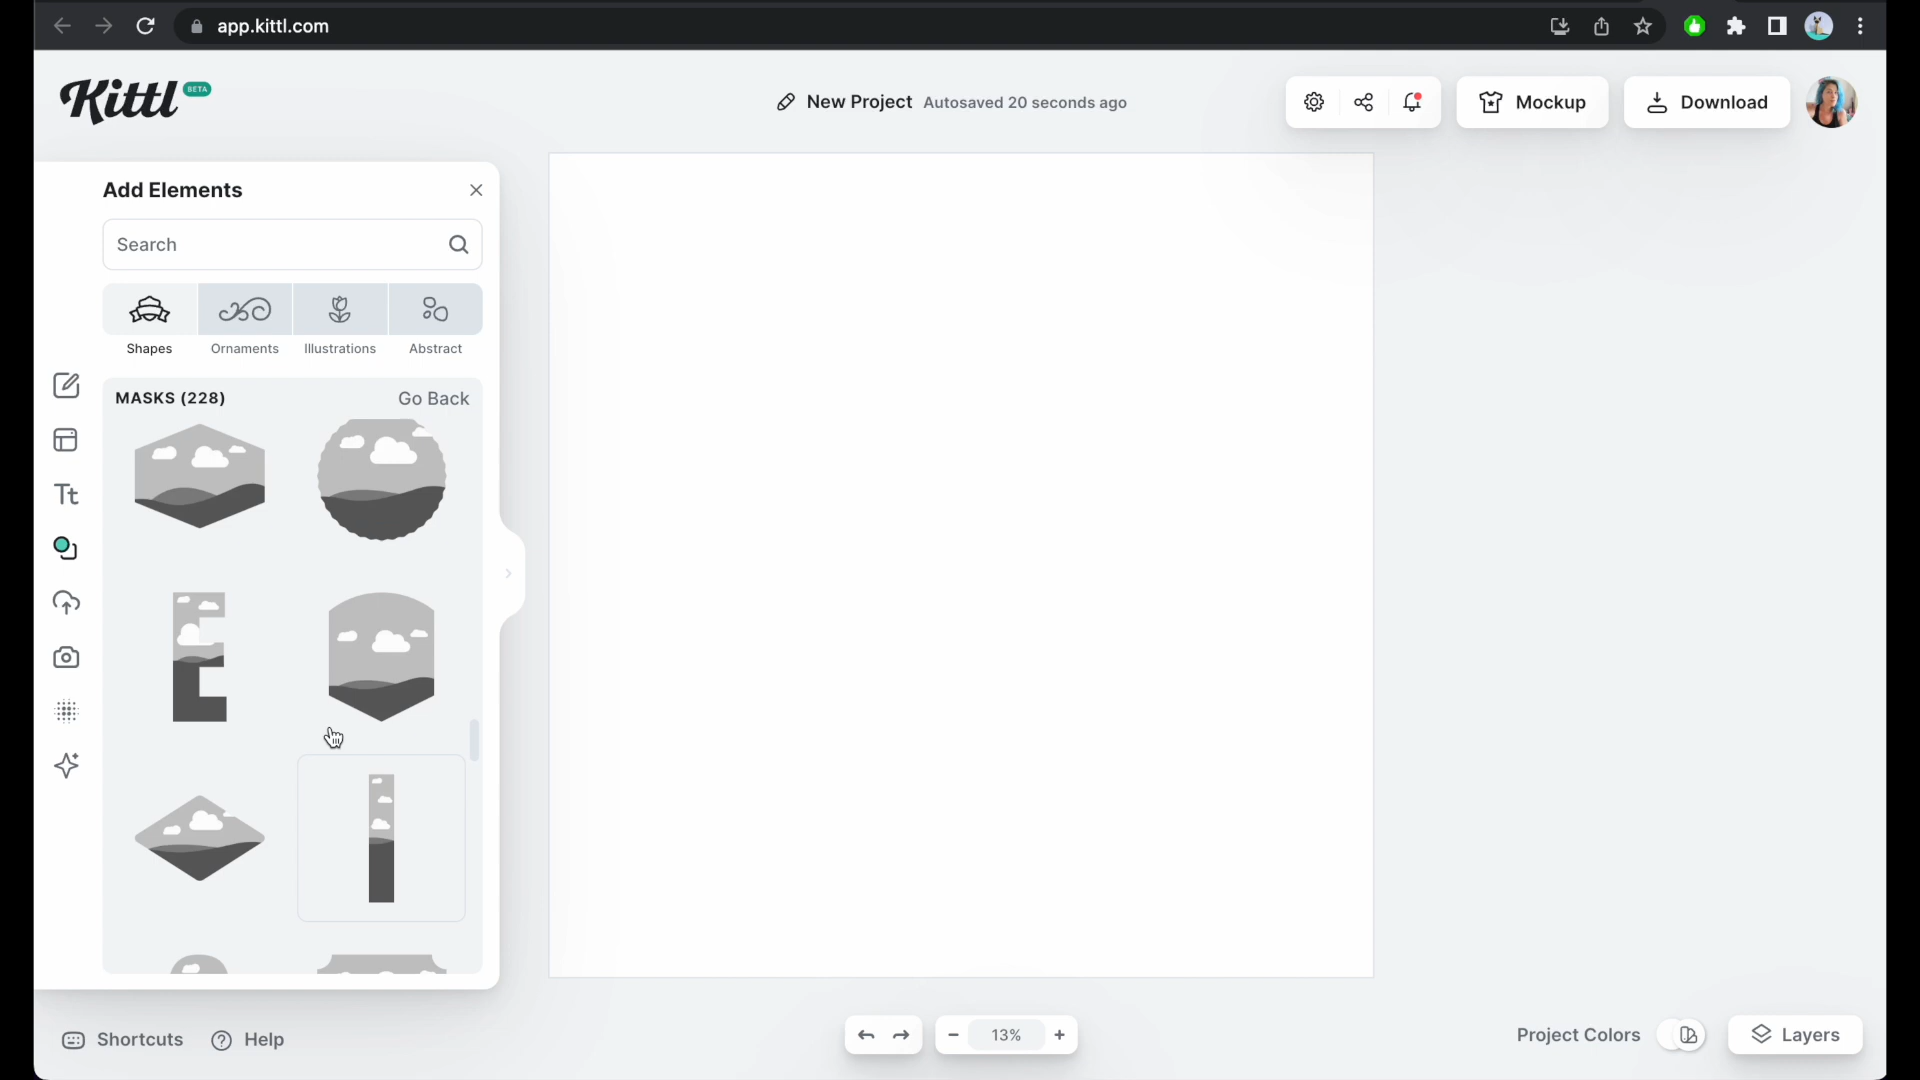 app.kittl.com
Kittl BETA
New Project Autosaved 20 seconds ago
Mockup
Download
Add Elements
Search
Shapes Ornaments Illustrations Abstract
MASKS (228) Go Back
Tt
Shortcuts
Help
13%
Project Colors
Layers